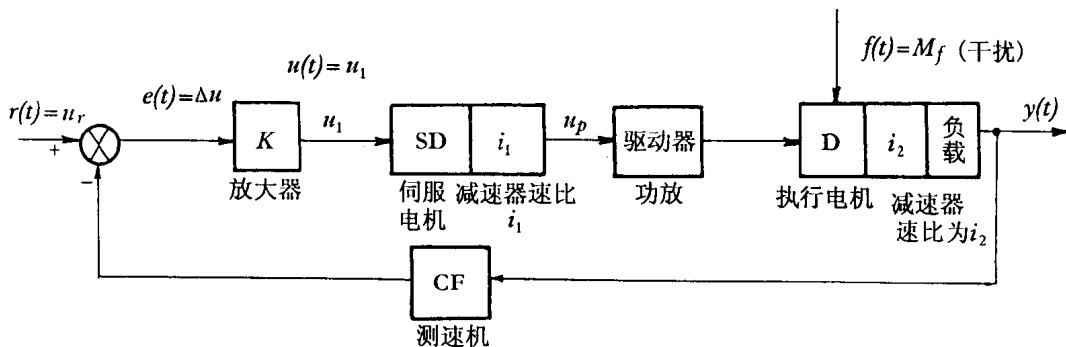 f(t)=M_f (干扰)
u(t)=u_1
e(t)=Δu
r(t)=u_r
y(t)
+
−
K
u_1
SD
i_1
u_p
驱动器
D
i_2
负载
放大器
伺服电机
减速器速比
i_1
功放
执行电机
减速器
速比为i_2
CF
测速机